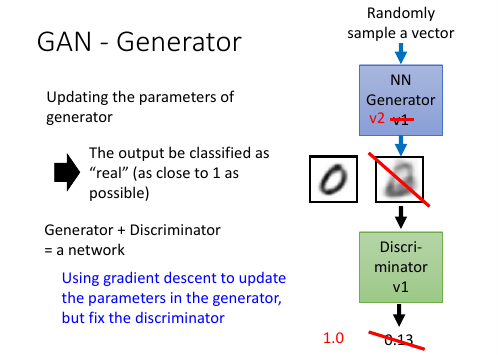 GAN - Generator
Updating the parameters of
generator
The output be classified as
“real” (as close to 1 as
possible)
Generator + Discriminator
= a network
Using gradient descent to update
the parameters in the generator,
but fix the discriminator
Randomly
sample a vector
NN
Generator
v2 v1
Discri-
minator
v1
1.0 0.13